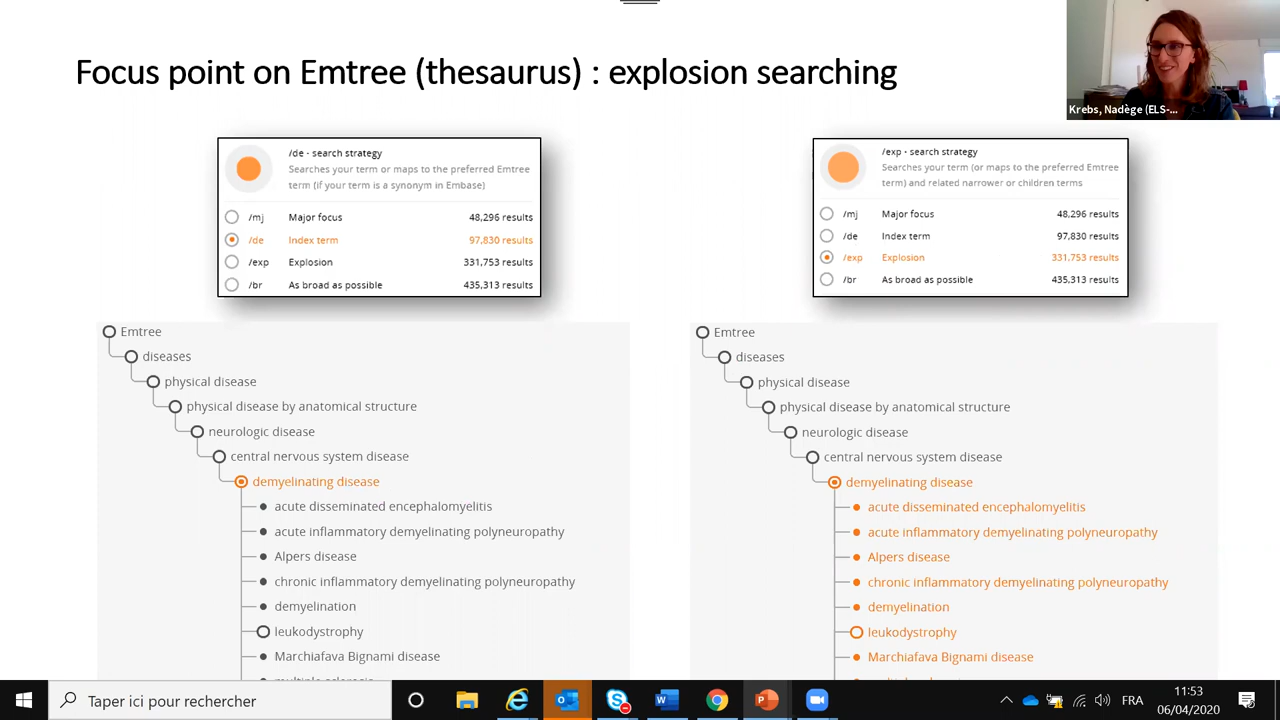 Focus point on Emtree (thesaurus) : explosion searching
Krebs, Nadège (ELS-...
/de - search strategy
Searches your term or maps to the preferred Emtree
term (if your term is a synonym in Embase)
/mj Major focus 48,296 results
/de Index term 97,830 results
/exp Explosion 331,753 results
/br As broad as possible 435,313 results
/exp - search strategy
Searches your term (or maps to the preferred Emtree
term) and related narrower or children terms
/mj Major focus 48,296 results
/de Index term 97,830 results
/exp Explosion 331,753 results
/br As broad as possible 435,313 results
Emtree
diseases
physical disease
physical disease by anatomical structure
neurologic disease
central nervous system disease
demyelinating disease
acute disseminated encephalomyelitis
acute inflammatory demyelinating polyneuropathy
Alpers disease
chronic inflammatory demyelinating polyneuropathy
demyelination
leukodystrophy
Marchiafava Bignami disease
Emtree
diseases
physical disease
physical disease by anatomical structure
neurologic disease
central nervous system disease
demyelinating disease
acute disseminated encephalomyelitis
acute inflammatory demyelinating polyneuropathy
Alpers disease
chronic inflammatory demyelinating polyneuropathy
demyelination
leukodystrophy
Marchiafava Bignami disease
Taper ici pour rechercher
FRA
11:53
06/04/2020